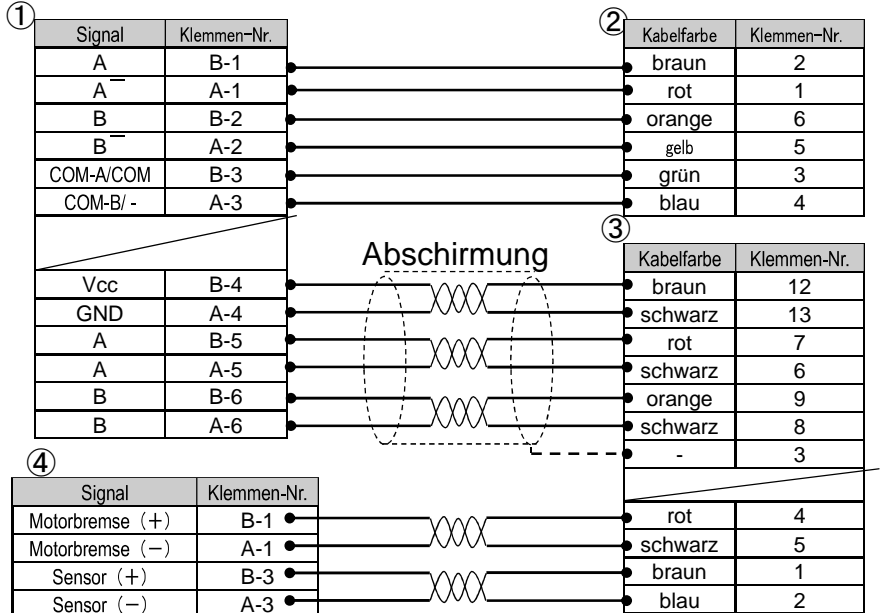 ①
Signal Klemmen-Nr.
A B-1
A‾ A-1
B B-2
B‾ A-2
COM-A/COM B-3
COM-B/ - A-3
Vcc B-4
GND A-4
A B-5
A A-5
B B-6
B A-6
②
Kabelfarbe Klemmen-Nr.
braun 2
rot 1
orange 6
gelb 5
grün 3
blau 4
Abschirmung
③
Kabelfarbe Klemmen-Nr.
braun 12
schwarz 13
rot 7
schwarz 6
orange 9
schwarz 8
- 3
rot 4
schwarz 5
braun 1
blau 2
④
Signal Klemmen-Nr.
Motorbremse (+) B-1
Motorbremse (−) A-1
Sensor (+) B-3
Sensor (−) A-3